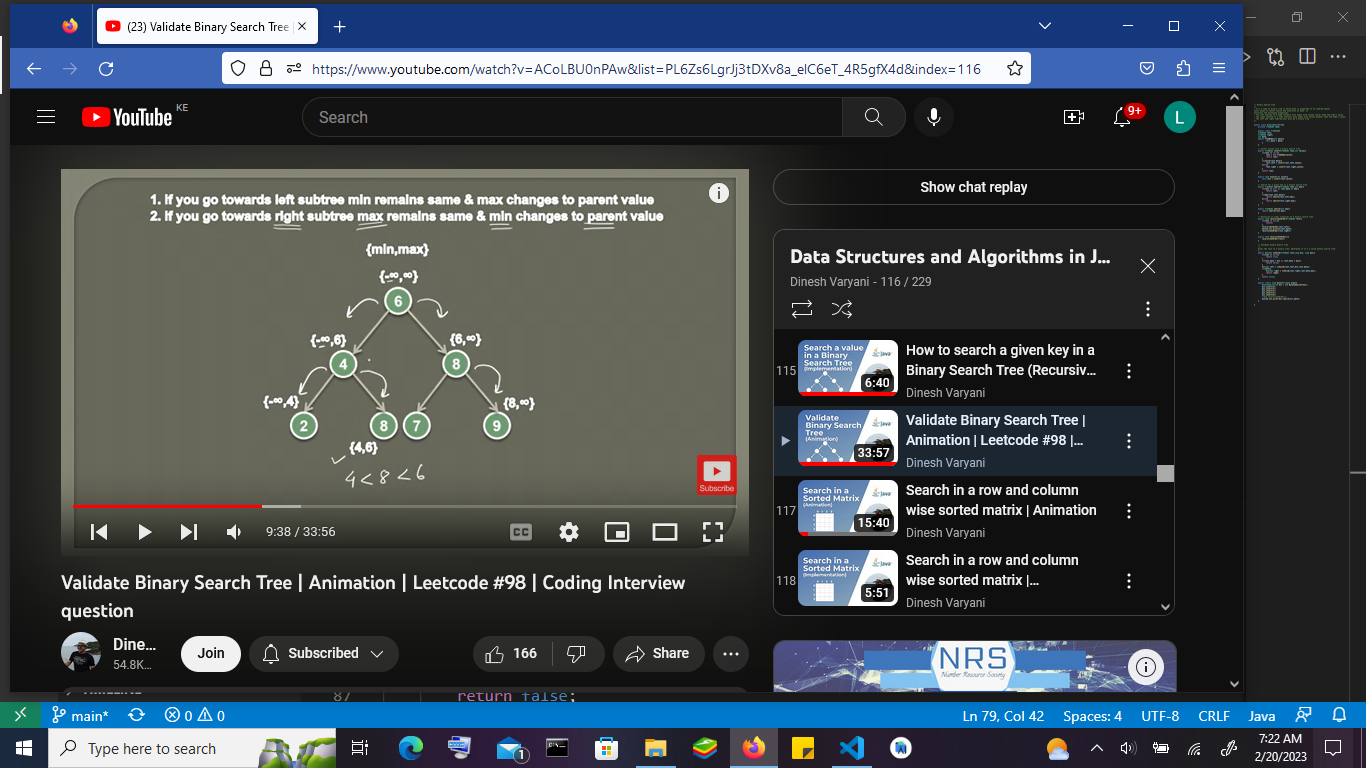 (23) Validate Binary Search Tree |
https://www.youtube.com/watch?v=ACoLBU0nPAw&list=PL6Zs6LgrJj3tDXv8a_elC6eT_4R5gfX4d&index=116
YouTube KE
Search
9+
L
1. If you go towards left subtree min remains same & max changes to parent value
2. If you go towards right subtree max remains same & min changes to parent value
{min,max}
{-∞,∞}
6
{-∞,6}
{6,∞}
4
8
{-∞,4}
{8,∞}
2
8
7
9
{4,6}
4 < 8 < 6
Subscribe
9:38 / 33:56
CC
Validate Binary Search Tree | Animation | Leetcode #98 | Coding Interview
question
Dine...
54.8K...
Join
Subscribed
166
Share
Show chat replay
Data Structures and Algorithms in J...
Dinesh Varyani - 116 / 229
115
Search a value
in a Binary
Search Tree
(Implementation)
Java
6:40
How to search a given key in a
Binary Search Tree (Recursiv...
Dinesh Varyani
Validate
Binary Search
Tree
(Animation)
Java
33:57
Validate Binary Search Tree |
Animation | Leetcode #98 |...
Dinesh Varyani
117
Search in a
Sorted Matrix
(Animation)
Java
15:40
Search in a row and column
wise sorted matrix | Animation
Dinesh Varyani
118
Search in a
Sorted Matrix
(Implementation)
Java
5:51
Search in a row and column
wise sorted matrix |...
Dinesh Varyani
NRS
Number Resource Society
87 return false;
main*
0 0
Ln 79, Col 42
Spaces: 4
UTF-8
CRLF
Java
Type here to search
1
7:22 AM
2/20/2023